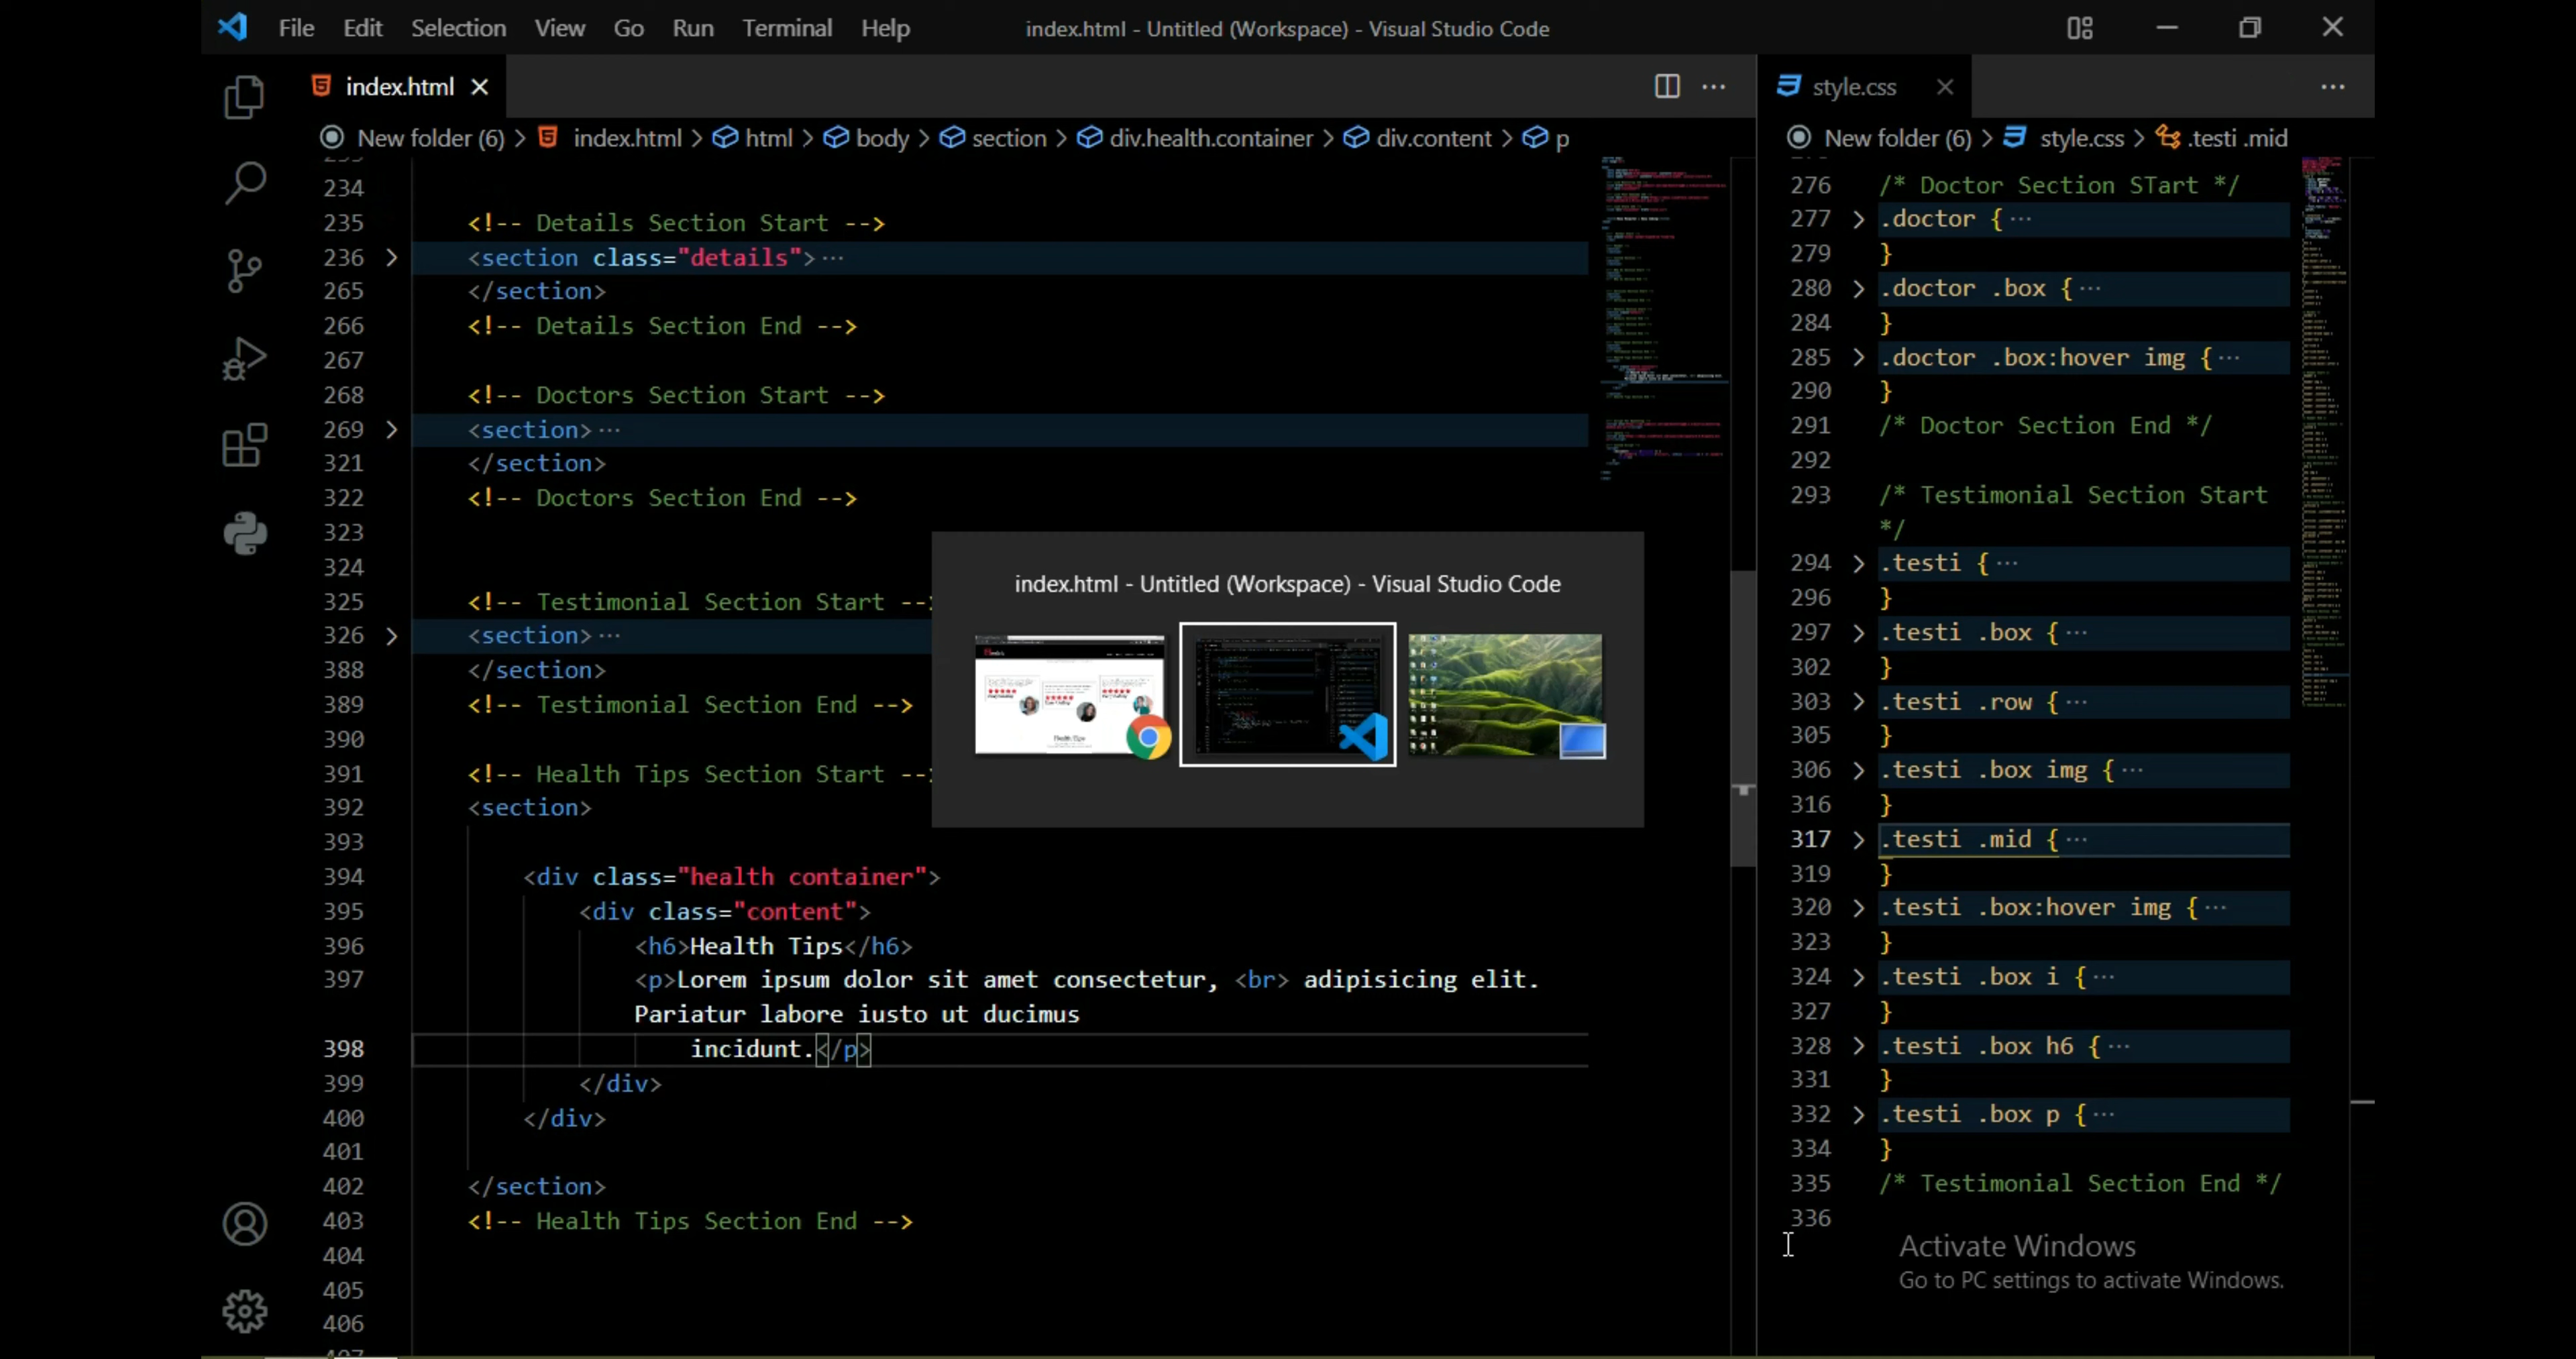 File Edit Selection View Go Run Terminal Help index.html - Untitled (Workspace) - Visual Studio Code
index.html
New folder (6) > index.html > html > body > section > div.health.container > div.content > p
234
235 <!-- Details Section Start -->
236 <section class="details">···
265 </section>
266 <!-- Details Section End -->
267
268 <!-- Doctors Section Start -->
269 <section>···
321 </section>
322 <!-- Doctors Section End -->
323
324
325 <!-- Testimonial Section Start --
326 <section>···
388 </section>
389 <!-- Testimonial Section End -->
390
391 <!-- Health Tips Section Start --
392 <section>
393
394 <div class="health container">
395 <div class="content">
396 <h6>Health Tips</h6>
397 <p>Lorem ipsum dolor sit amet consectetur, <br> adipisicing elit.
Pariatur labore iusto ut ducimus
398 incidunt.</p>
399 </div>
400 </div>
401
402 </section>
403 <!-- Health Tips Section End -->
404
405
406
407
index.html - Untitled (Workspace) - Visual Studio Code
style.css
New folder (6) > style.css > .testi .mid
276 /* Doctor Section STart */
277 .doctor {···
279 }
280 .doctor .box {···
284 }
285 .doctor .box:hover img {···
290 }
291 /* Doctor Section End */
292
293 /* Testimonial Section Start
*/
294 .testi {···
296 }
297 .testi .box {···
302 }
303 .testi .row {···
305 }
306 .testi .box img {···
316 }
317 .testi .mid {···
319 }
320 .testi .box:hover img {···
323 }
324 .testi .box i {···
327 }
328 .testi .box h6 {···
331 }
332 .testi .box p {···
334 }
335 /* Testimonial Section End */
336
Activate Windows
Go to PC settings to activate Windows.